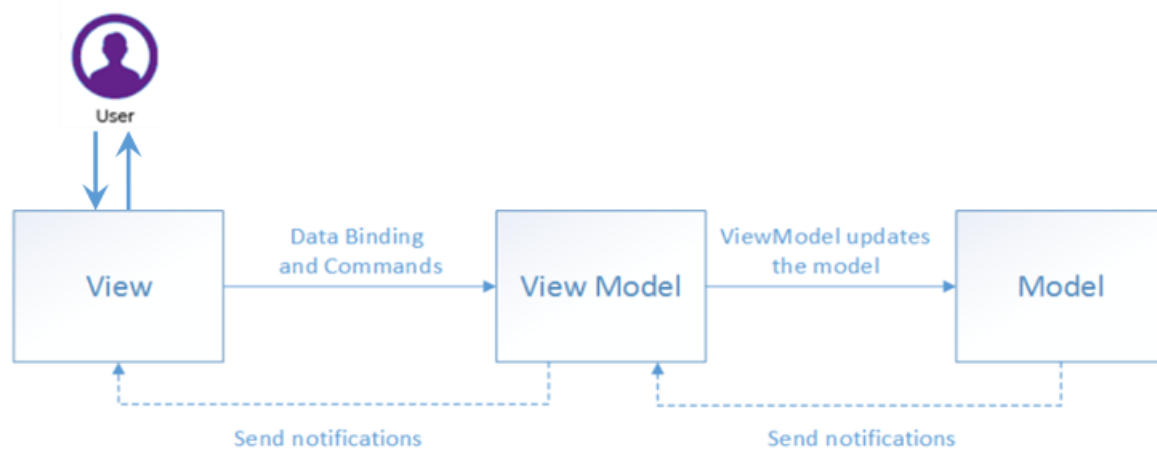 User
View
Data Binding
and Commands
View Model
ViewModel updates
the model
Model
Send notifications
Send notifications